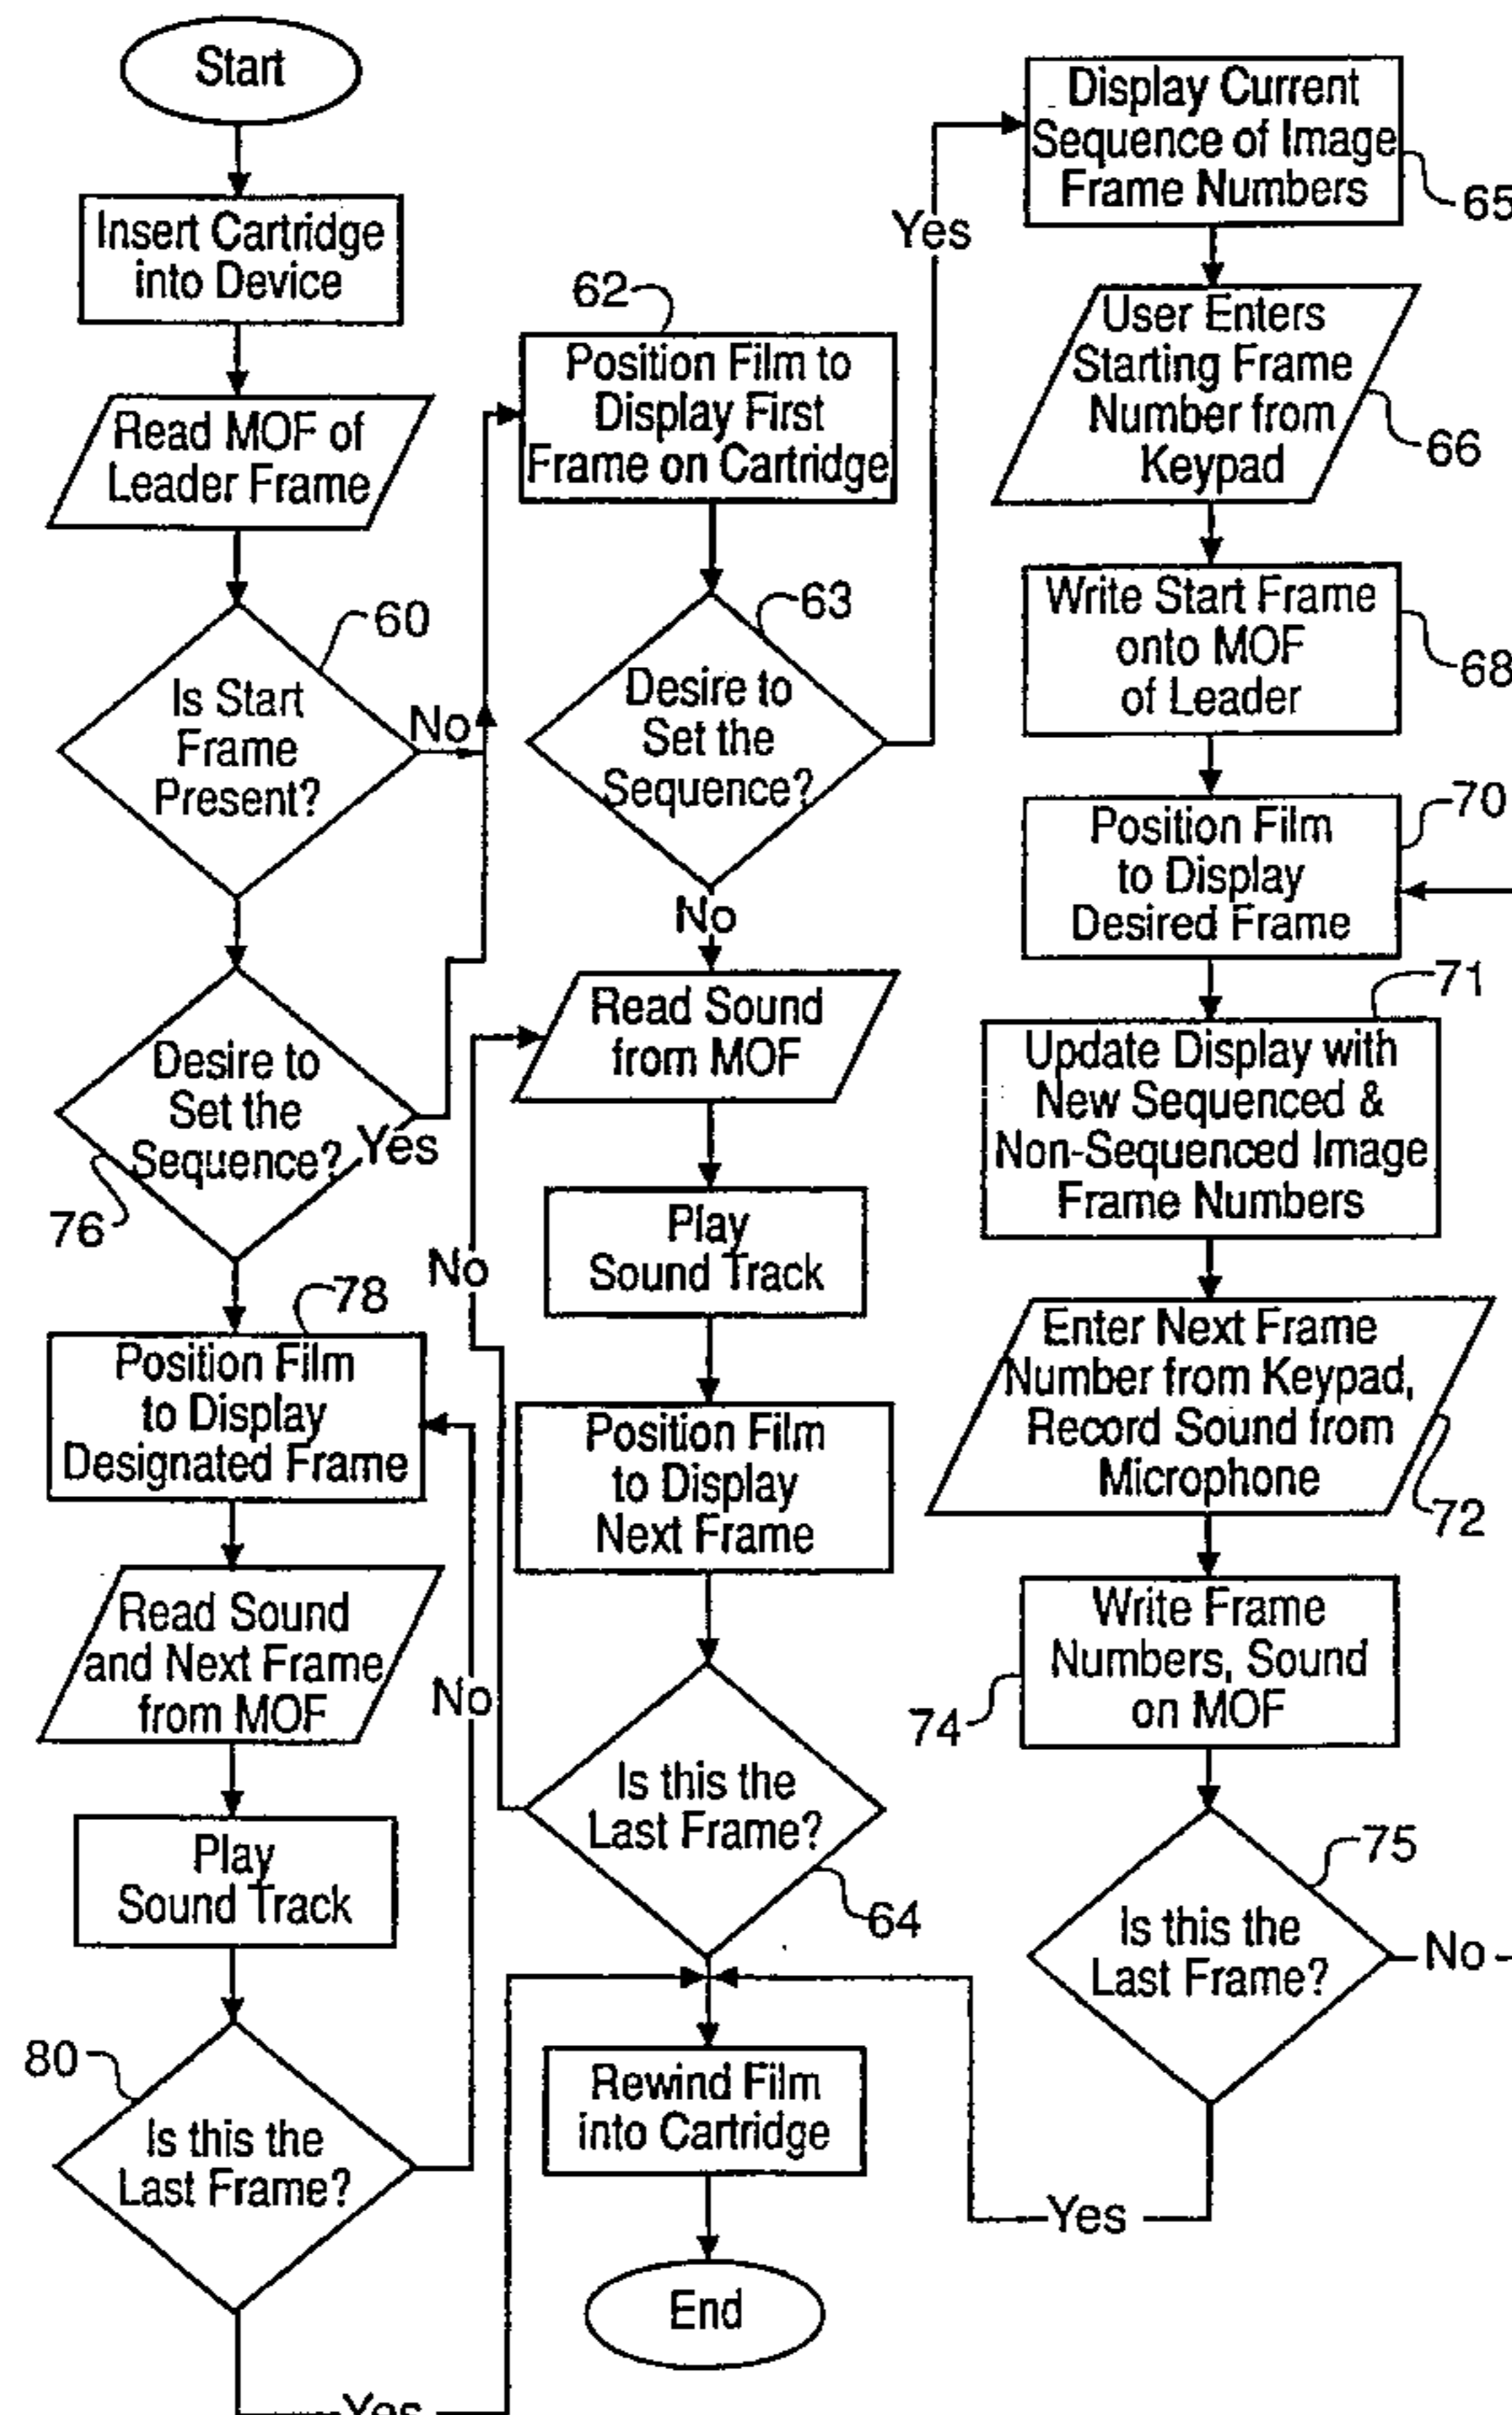 Start
Insert Cartridge
into Device
Read MOF of
Leader Frame
60
Is Start
Frame
Present?
No
Desire to
Set the
Sequence?
Yes
76
78
Position Film
to Display
Designated Frame
Read Sound
and Next Frame
from MOF
Play
Sound Track
80
Is this the
Last Frame?
No
Yes
62
Position Film to
Display First
Frame on Cartridge
63
Desire to
Set the
Sequence?
Yes
No
Read Sound
from MOF
Play
Sound Track
Position Film
to Display
Next Frame
No
Is this the
Last Frame?
64
Rewind Film
into Cartridge
End
Display Current
Sequence of Image
Frame Numbers
65
User Enters
Starting Frame
Number from
Keypad
66
Write Start Frame
onto MOF
of Leader
68
Position Film
to Display
Desired Frame
70
71
Update Display with
New Sequenced &
Non-Sequenced Image
Frame Numbers
Enter Next Frame
Number from Keypad,
Record Sound from
Microphone
72
Write Frame
Numbers, Sound
on MOF
74
75
Is this the
Last Frame?
No
Yes